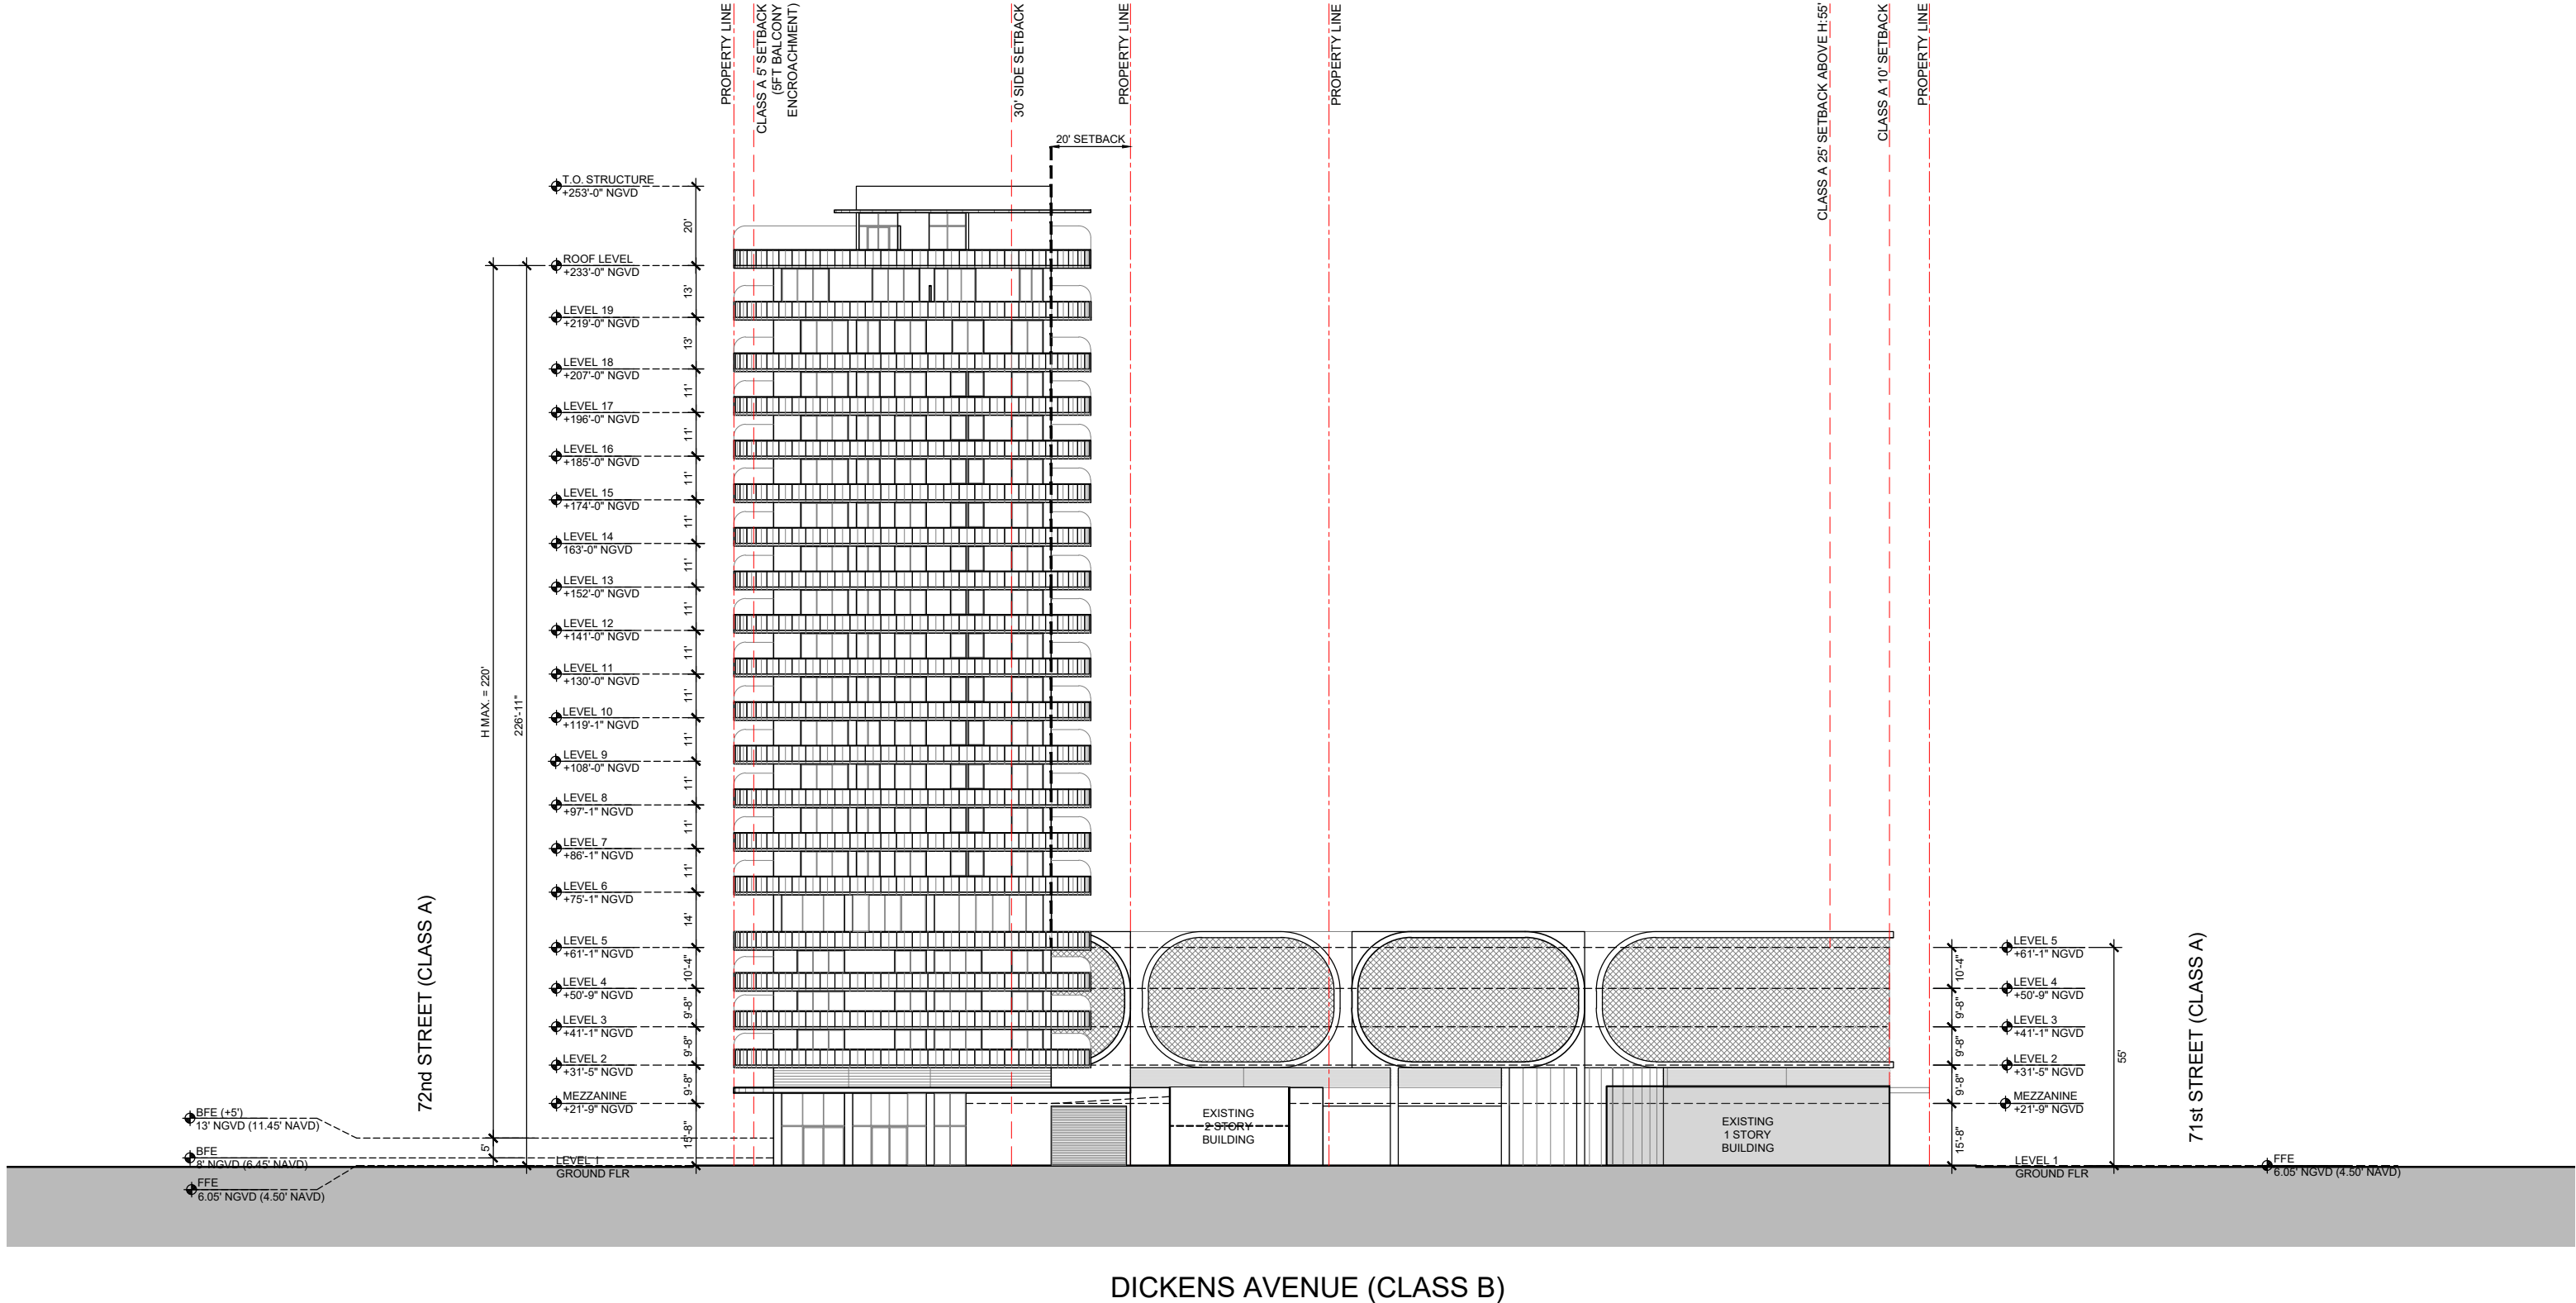 PROPERTY LINE
CLASS A 5' SETBACK
(5FT BALCONY
ENCROACHMENT)
30' SIDE SETBACK
PROPERTY LINE
PROPERTY LINE
CLASS A 25' SETBACK ABOVE H:55'
CLASS A 10' SETBACK
PROPERTY LINE
20' SETBACK
T.O. STRUCTURE
+253'-0" NGVD
20'
ROOF LEVEL
+233'-0" NGVD
13'
LEVEL 19
+219'-0" NGVD
13'
LEVEL 18
+207'-0" NGVD
11'
LEVEL 17
+196'-0" NGVD
11'
LEVEL 16
+185'-0" NGVD
11'
LEVEL 15
+174'-0" NGVD
11'
LEVEL 14
163'-0" NGVD
11'
LEVEL 13
+152'-0" NGVD
11'
LEVEL 12
+141'-0" NGVD
11'
LEVEL 11
+130'-0" NGVD
11'
LEVEL 10
+119'-1" NGVD
11'
LEVEL 9
+108'-0" NGVD
11'
LEVEL 8
+97'-1" NGVD
11'
LEVEL 7
+86'-1" NGVD
11'
LEVEL 6
+75'-1" NGVD
14'
LEVEL 5
+61'-1" NGVD
10'-4"
LEVEL 4
+50'-9" NGVD
9'-8"
LEVEL 3
+41'-1" NGVD
9'-8"
LEVEL 2
+31'-5" NGVD
9'-8"
MEZZANINE
+21'-9" NGVD
15'-8"
LEVEL 1
GROUND FLR
H MAX. = 220'
226'-11"
5'
72nd STREET (CLASS A)
BFE (+5')
13' NGVD (11.45' NAVD)
BFE
8' NGVD (6.45' NAVD)
FFE
6.05' NGVD (4.50' NAVD)
EXISTING
2 STORY
BUILDING
EXISTING
1 STORY
BUILDING
LEVEL 5
+61'-1" NGVD
10'-4"
LEVEL 4
+50'-9" NGVD
9'-8"
LEVEL 3
+41'-1" NGVD
9'-8"
LEVEL 2
+31'-5" NGVD
9'-8"
MEZZANINE
+21'-9" NGVD
15'-8"
LEVEL 1
GROUND FLR
55'
71st STREET (CLASS A)
FFE
6.05' NGVD (4.50' NAVD)
DICKENS AVENUE (CLASS B)